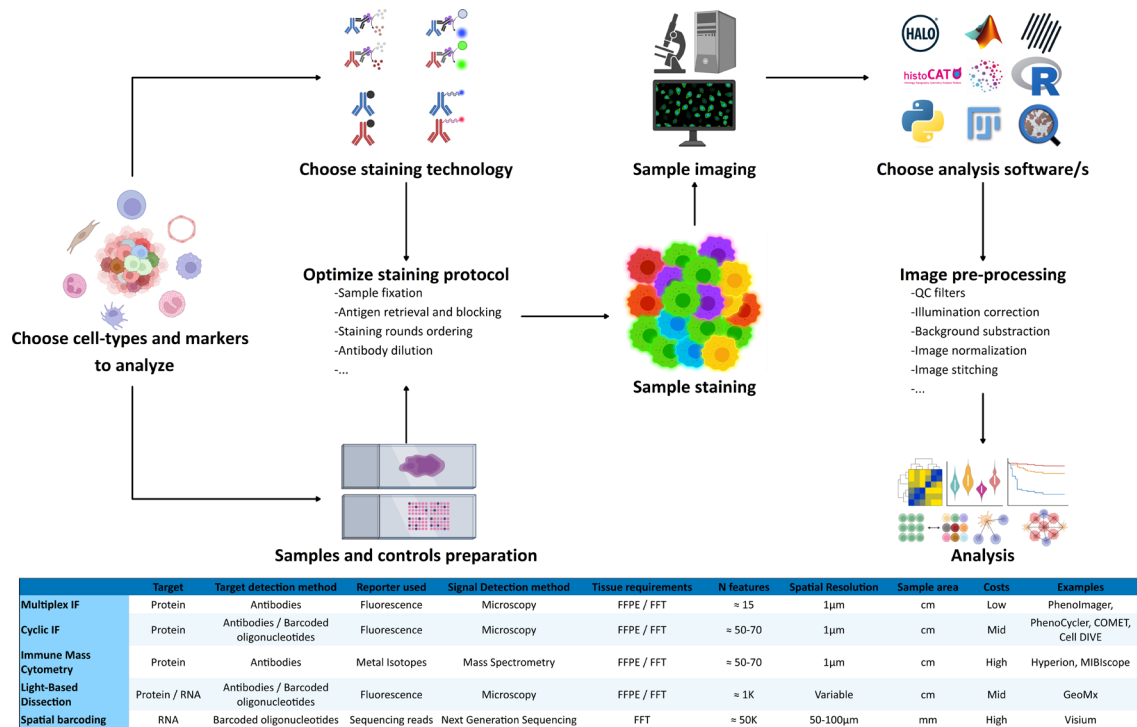 HALO
histoCAT
R
Choose staining technology
Sample imaging
Choose analysis software/s
Optimize staining protocol
-Sample fixation
-Antigen retrieval and blocking
-Staining rounds ordering
-Antibody dilution
-...
Image pre-processing
-QC filters
-Illumination correction
-Background substraction
-Image normalization
-Image stitching
-...
Choose cell-types and markers
to analyze
Sample staining
Samples and controls preparation
Analysis
Target Target detection method Reporter used Signal Detection method Tissue requirements N features Spatial Resolution Sample area Costs Examples
Multiplex IF Protein Antibodies Fluorescence Microscopy FFPE / FFT ≈ 15 1µm cm Low PhenoImager,
Cyclic IF Protein Antibodies / Barcoded oligonucleotides Fluorescence Microscopy FFPE / FFT ≈ 50-70 1µm cm Mid PhenoCycler, COMET, Cell DIVE
Immune Mass Cytometry Protein Antibodies Metal Isotopes Mass Spectrometry FFPE / FFT ≈ 50-70 1µm cm High Hyperion, MIBIscope
Light-Based Dissection Protein / RNA Antibodies / Barcoded oligonucleotides Fluorescence Microscopy FFPE / FFT ≈ 1K Variable cm Mid GeoMx
Spatial barcoding RNA Barcoded oligonucleotides Sequencing reads Next Generation Sequencing FFT ≈ 50K 50-100µm mm High Visium